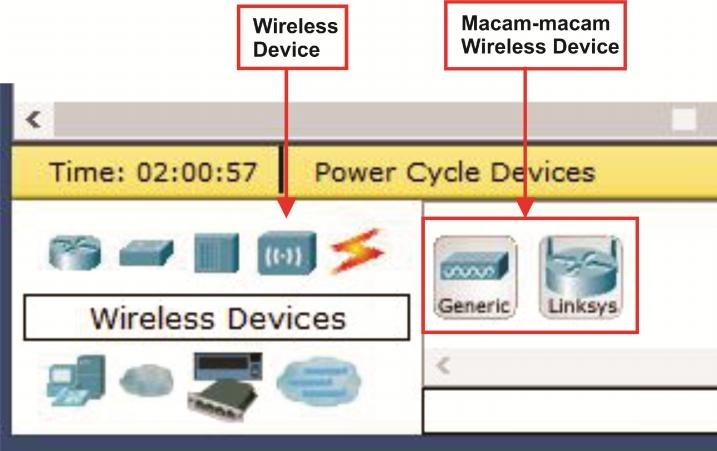 Wireless
Device
Macam-macam
Wireless Device
Time: 02:00:57
Power Cycle Devices
Generic
Linksys
Wireless Devices